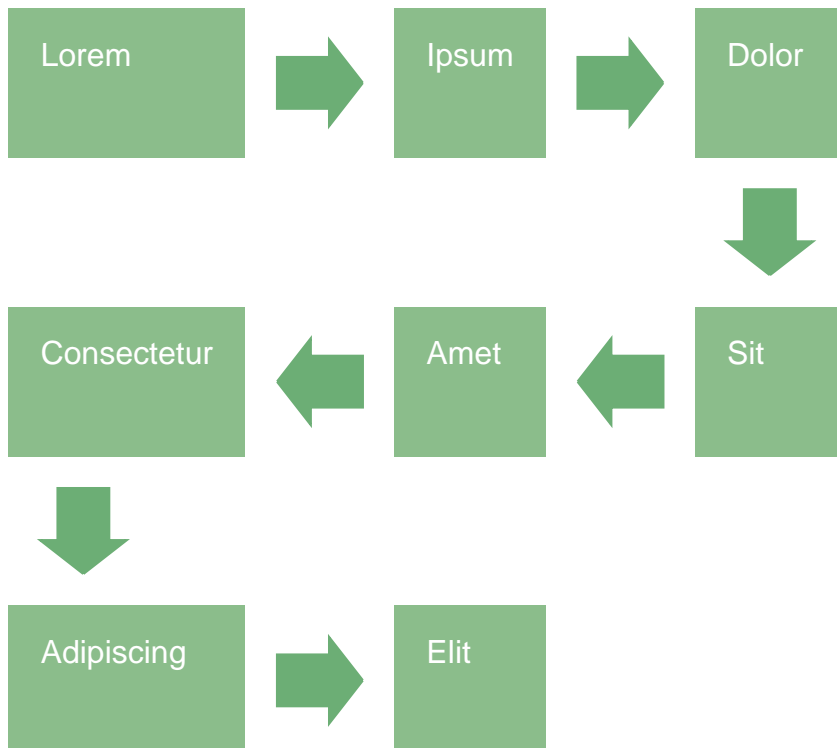 Lorem
Ipsum
Dolor
Sit
Amet
Consectetur
Adipiscing
Elit